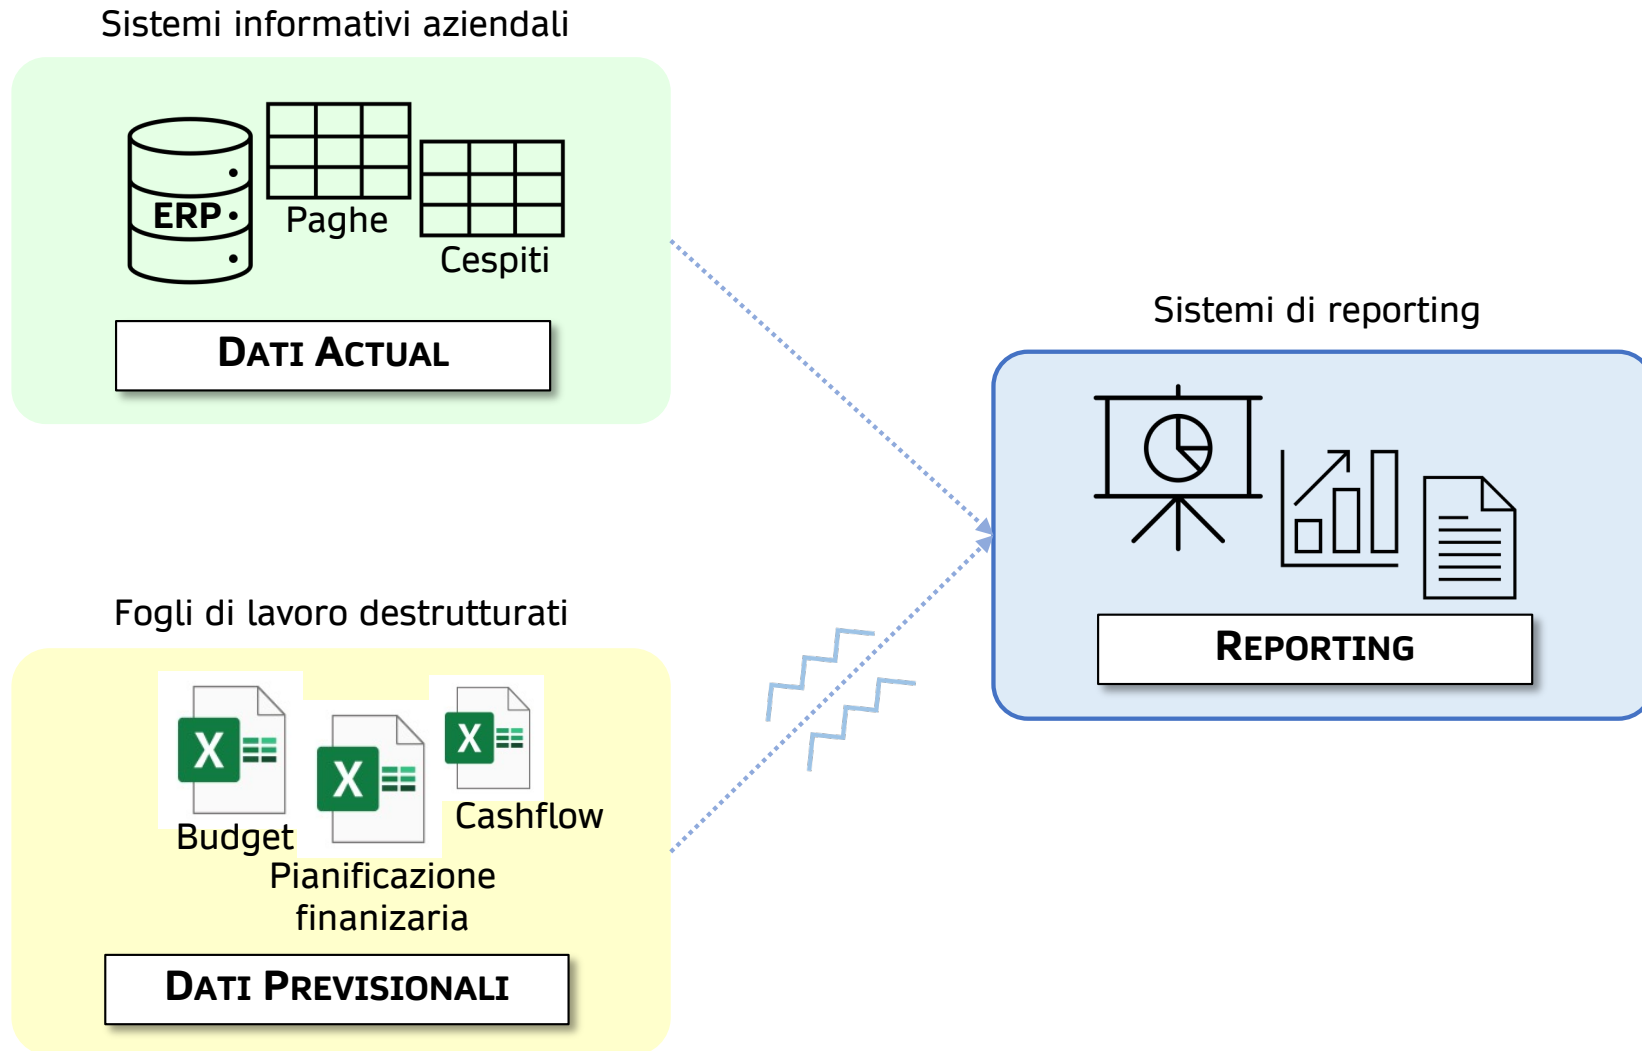 Sistemi informativi aziendali
ERP
Paghe
Cespiti
DATI ACTUAL
Sistemi di reporting
REPORTING
Fogli di lavoro destrutturati
X
X
X
Budget
Cashflow
Pianificazione
finanizaria
DATI PREVISIONALI